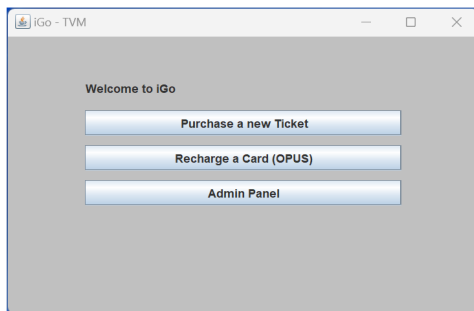 iGo - TVM
Welcome to iGo
Purchase a new Ticket
Recharge a Card (OPUS)
Admin Panel